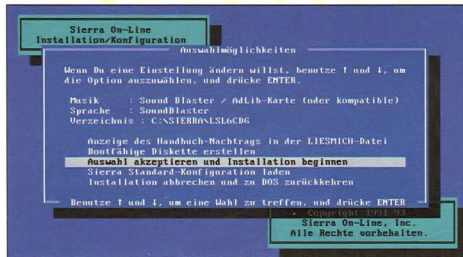 Sierra On-Line
Installation/Konfiguration
Auswahlmöglichkeiten
Wenn Du eine Einstellung ändern willst, benutze ↑ und ↓, um
die Option auszuwählen, und drücke ENTER.
Musik : Sound Blaster / AdLib-Karte (oder kompatible)
Sprache : SoundBlaster
Verzeichnis : C:\SIERRA\LSL6CDG
Anzeige des Handbuch-Nachtrags in der LIESMICH-Datei
Bootfähige Diskette erstellen
Auswahl akzeptieren und Installation beginnen
Sierra Standard-Konfiguration laden
Installation abbrechen und zu DOS zurückkehren
Benutze ↑ und ↓, um eine Wahl zu treffen, und drücke ENTER
Copyright 1991-93
Sierra On-Line, Inc.
Alle Rechte vorbehalten.